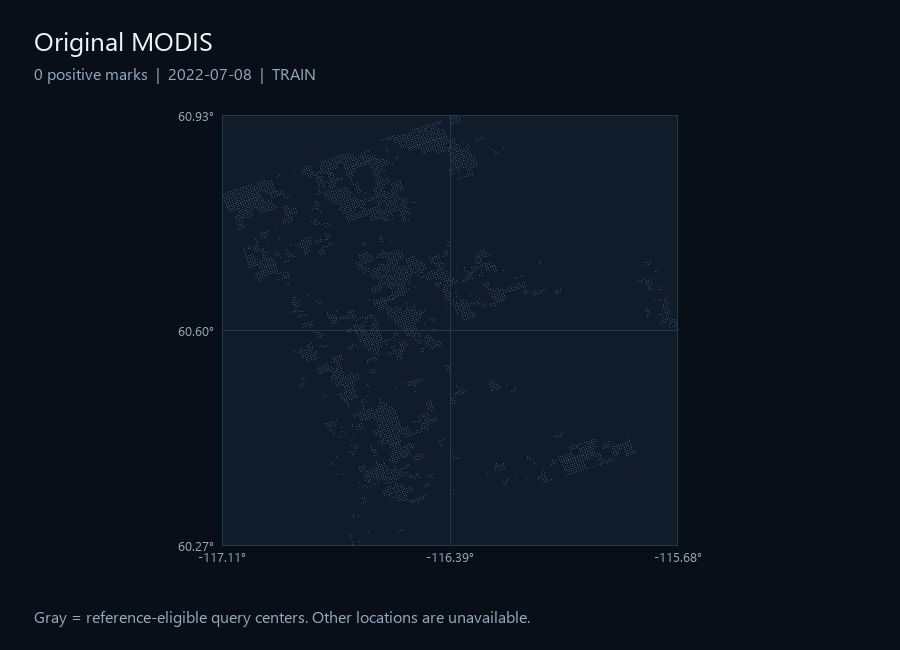 Original MODIS
0 positive marks | 2022-07-08 | TRAIN
60.93°
60.60°
60.27°
-117.11°
-116.39°
-115.68°
Gray = reference-eligible query centers. Other locations are unavailable.